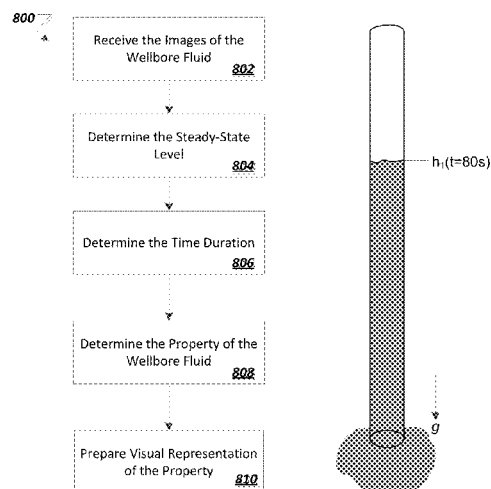 800
Receive the Images of the
Wellbore Fluid
802
Determine the Steady-State
Level
804
Determine the Time Duration
806
Determine the Property of the
Wellbore Fluid
808
Prepare Visual Representation
of the Property
810
h₁(t=80s)
g